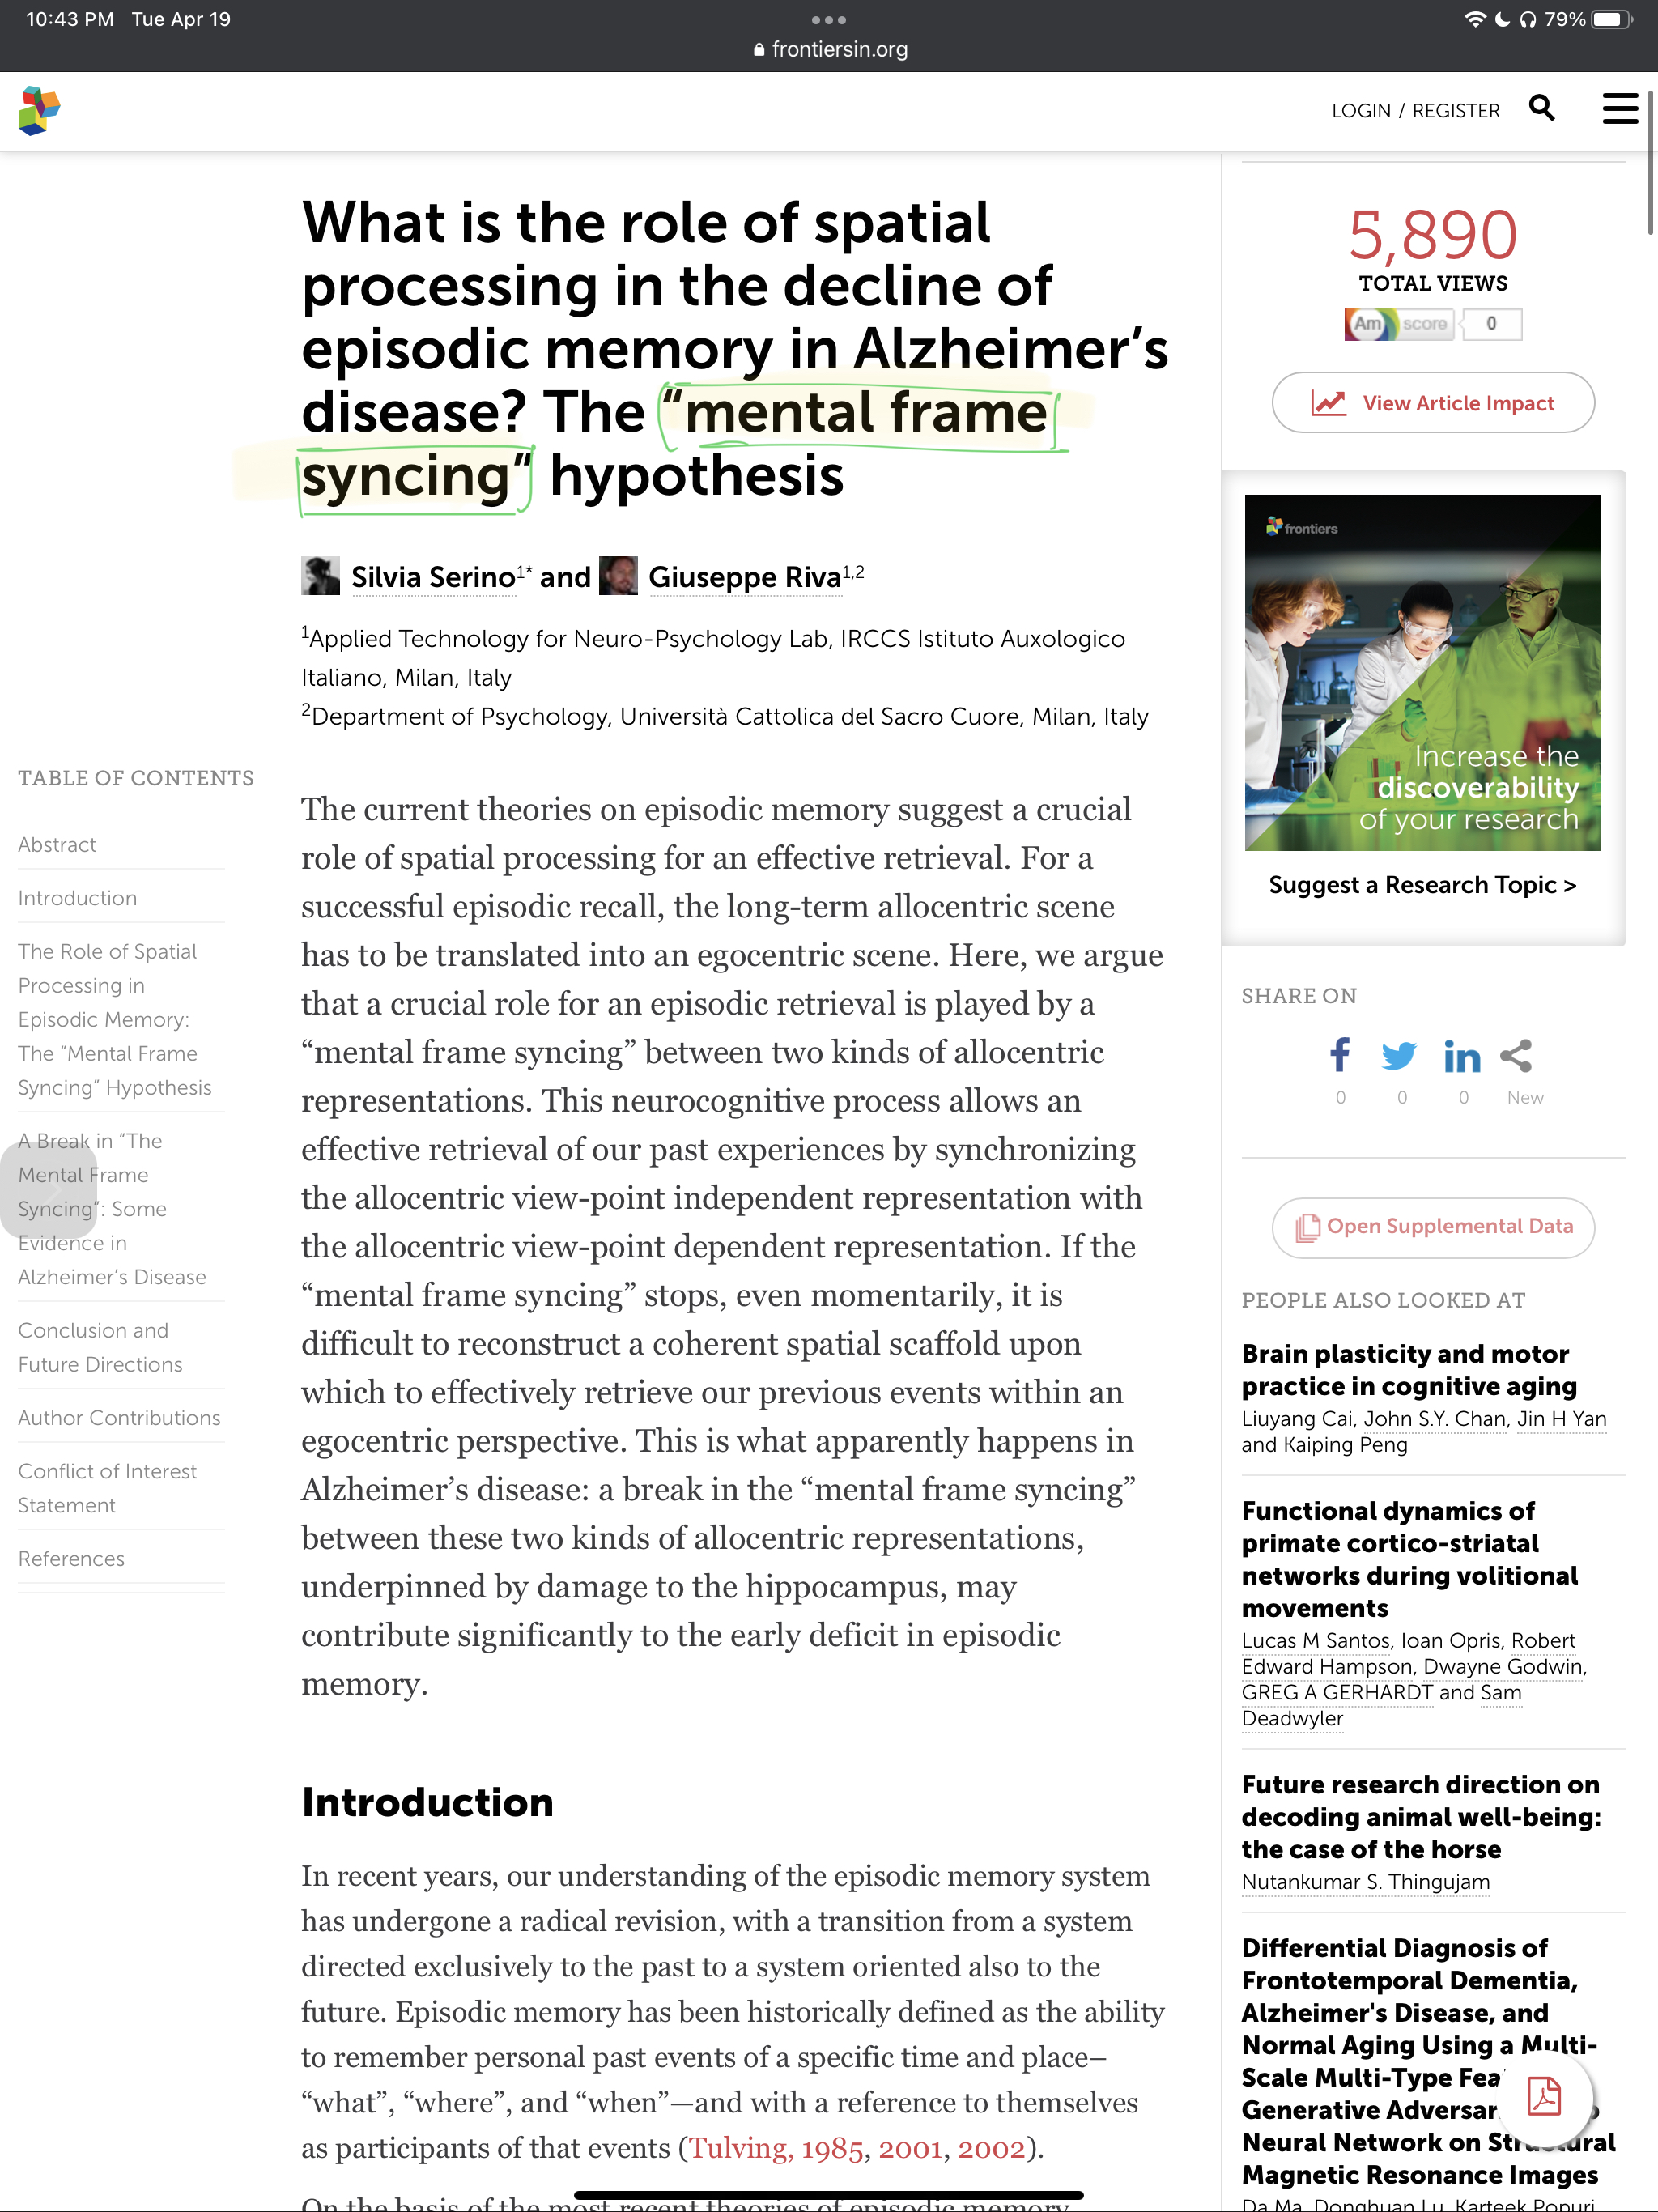 10:43 PM Tue Apr 19
frontiersin.org
79%
LOGIN / REGISTER
What is the role of spatial
processing in the decline of
episodic memory in Alzheimer’s
disease? The “mental frame
syncing” hypothesis
Silvia Serino1* and Giuseppe Riva1,2
1Applied Technology for Neuro-Psychology Lab, IRCCS Istituto Auxologico
Italiano, Milan, Italy
2Department of Psychology, Università Cattolica del Sacro Cuore, Milan, Italy
TABLE OF CONTENTS
Abstract
Introduction
The Role of Spatial
Processing in
Episodic Memory:
The “Mental Frame
Syncing” Hypothesis
A Break in “The
Mental Frame
Syncing”: Some
Evidence in
Alzheimer’s Disease
Conclusion and
Future Directions
Author Contributions
Conflict of Interest
Statement
References
The current theories on episodic memory suggest a crucial
role of spatial processing for an effective retrieval. For a
successful episodic recall, the long-term allocentric scene
has to be translated into an egocentric scene. Here, we argue
that a crucial role for an episodic retrieval is played by a
“mental frame syncing” between two kinds of allocentric
representations. This neurocognitive process allows an
effective retrieval of our past experiences by synchronizing
the allocentric view-point independent representation with
the allocentric view-point dependent representation. If the
“mental frame syncing” stops, even momentarily, it is
difficult to reconstruct a coherent spatial scaffold upon
which to effectively retrieve our previous events within an
egocentric perspective. This is what apparently happens in
Alzheimer’s disease: a break in the “mental frame syncing”
between these two kinds of allocentric representations,
underpinned by damage to the hippocampus, may
contribute significantly to the early deficit in episodic
memory.
Introduction
In recent years, our understanding of the episodic memory system
has undergone a radical revision, with a transition from a system
directed exclusively to the past to a system oriented also to the
future. Episodic memory has been historically defined as the ability
to remember personal past events of a specific time and place–
“what”, “where”, and “when”—and with a reference to themselves
as participants of that events (Tulving, 1985, 2001, 2002).
On the basis of the most recent theories of episodic memory,
5,890
TOTAL VIEWS
Am score 0
View Article Impact
frontiers
Increase the
discoverability
of your research
Suggest a Research Topic >
SHARE ON
0 0 0 New
Open Supplemental Data
PEOPLE ALSO LOOKED AT
Brain plasticity and motor
practice in cognitive aging
Liuyang Cai, John S.Y. Chan, Jin H Yan
and Kaiping Peng
Functional dynamics of
primate cortico-striatal
networks during volitional
movements
Lucas M Santos, Ioan Opris, Robert
Edward Hampson, Dwayne Godwin,
GREG A GERHARDT and Sam
Deadwyler
Future research direction on
decoding animal well-being:
the case of the horse
Nutankumar S. Thingujam
Differential Diagnosis of
Frontotemporal Dementia,
Alzheimer's Disease, and
Normal Aging Using a Multi-
Scale Multi-Type
Generative
Neural Network on Structural
Magnetic Resonance Images
Da Ma, Donghuan Lu, Karteek Popuri,